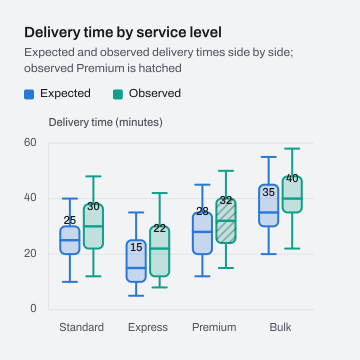 Delivery time by service level
Expected and observed delivery times side by side;
observed Premium is hatched
Expected
Observed
Delivery time (minutes)
60
40
20
0
25
30
15
22
28
32
35
40
Standard
Express
Premium
Bulk